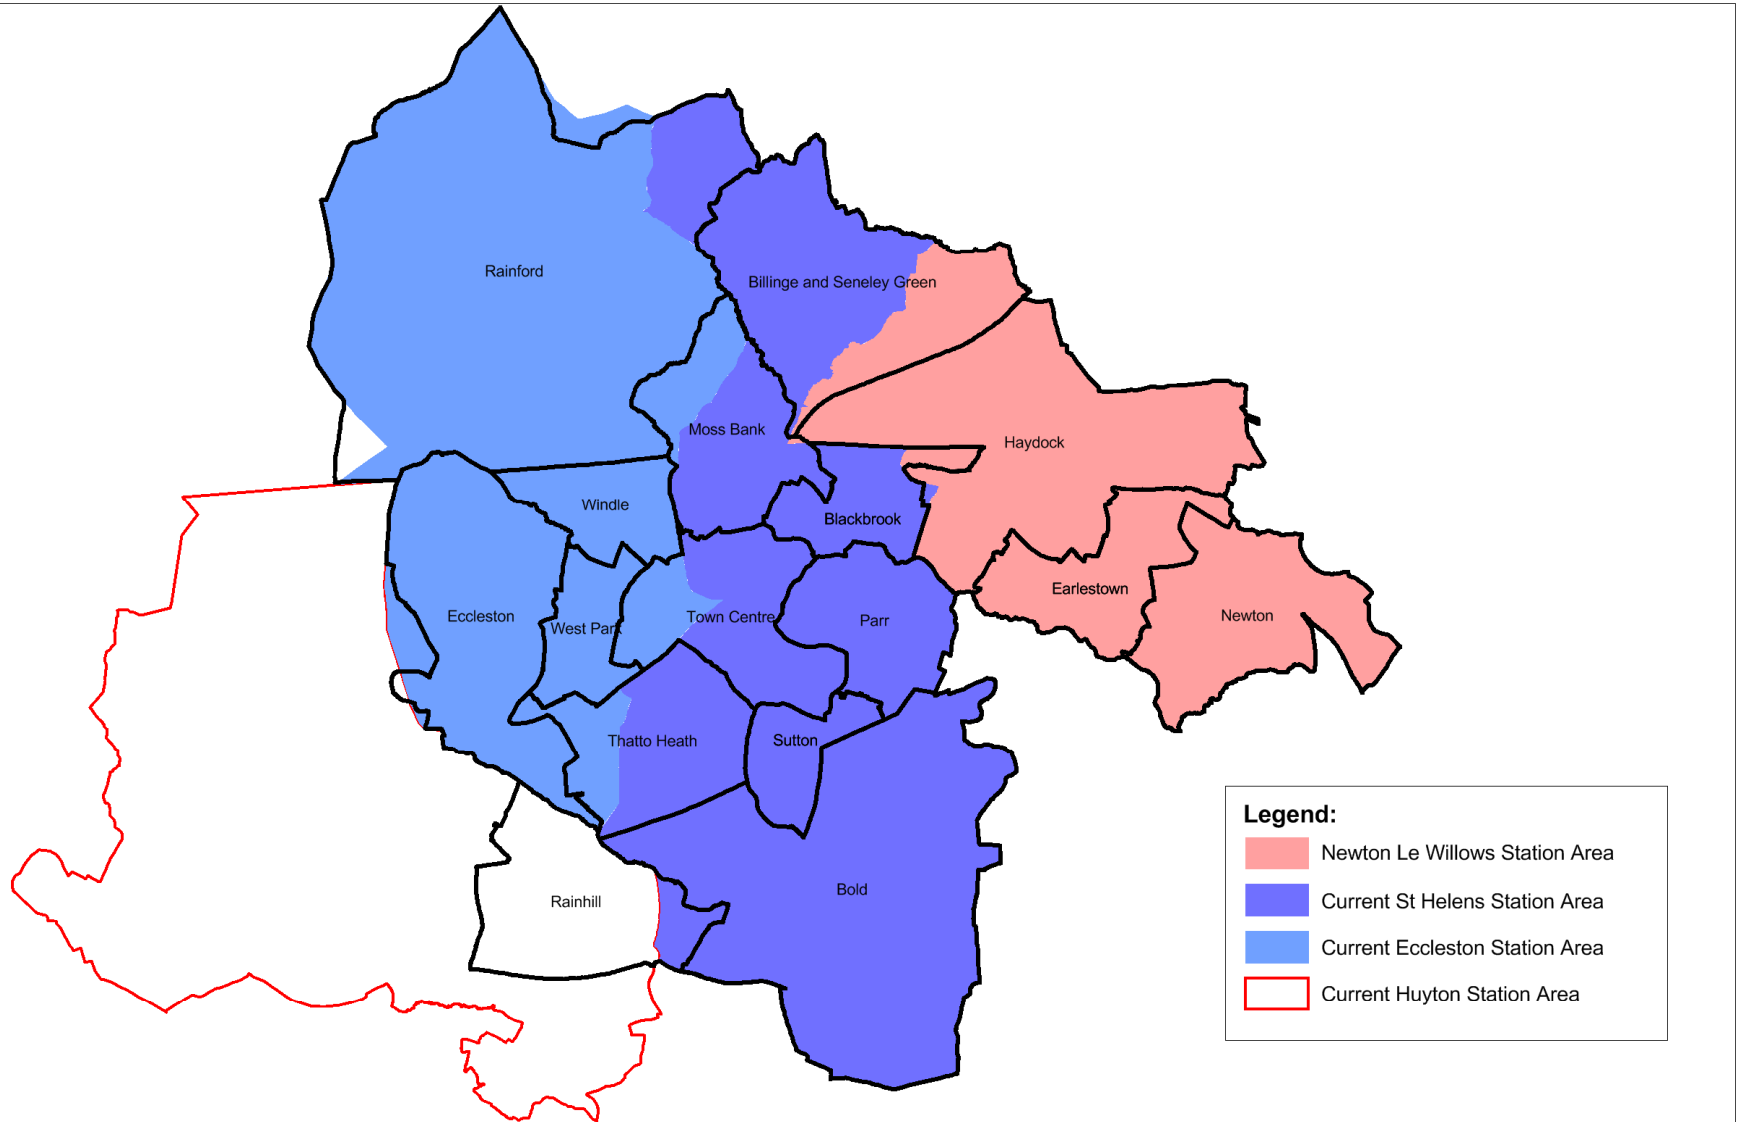 Rainford
Billinge and Seneley Green
Moss Bank
Haydock
Windle
Blackbrook
Eccleston
West Park
Town Centre
Parr
Earlestown
Newton
Thatto Heath
Sutton
Bold
Rainhill
Legend:
Newton Le Willows Station Area
Current St Helens Station Area
Current Eccleston Station Area
Current Huyton Station Area